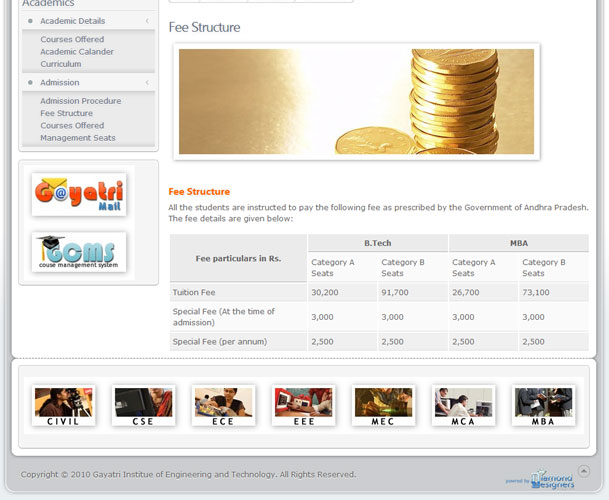 Academics
Academic Details
Courses Offered
Academic Calander
Curriculum
Admission
Admission Procedure
Fee Structure
Courses Offered
Management Seats
G@yatri
Mail
GCMS
couse management system
Fee Structure
Fee Structure
All the students are instructed to pay the following fee as prescribed by the Government of Andhra Pradesh.
The fee details are given below:
Fee particulars in Rs. B.Tech MBA
Category A Seats Category B Seats Category A Seats Category B Seats
Tuition Fee 30,200 91,700 26,700 73,100
Special Fee (At the time of admission) 3,000 3,000 3,000 3,000
Special Fee (per annum) 2,500 2,500 2,500 2,500
CIVIL CSE ECE EEE MEC MCA MBA
Copyright © 2010 Gayatri Institue of Engineering and Technology. All Rights Reserved.
powered by Diamond Designers